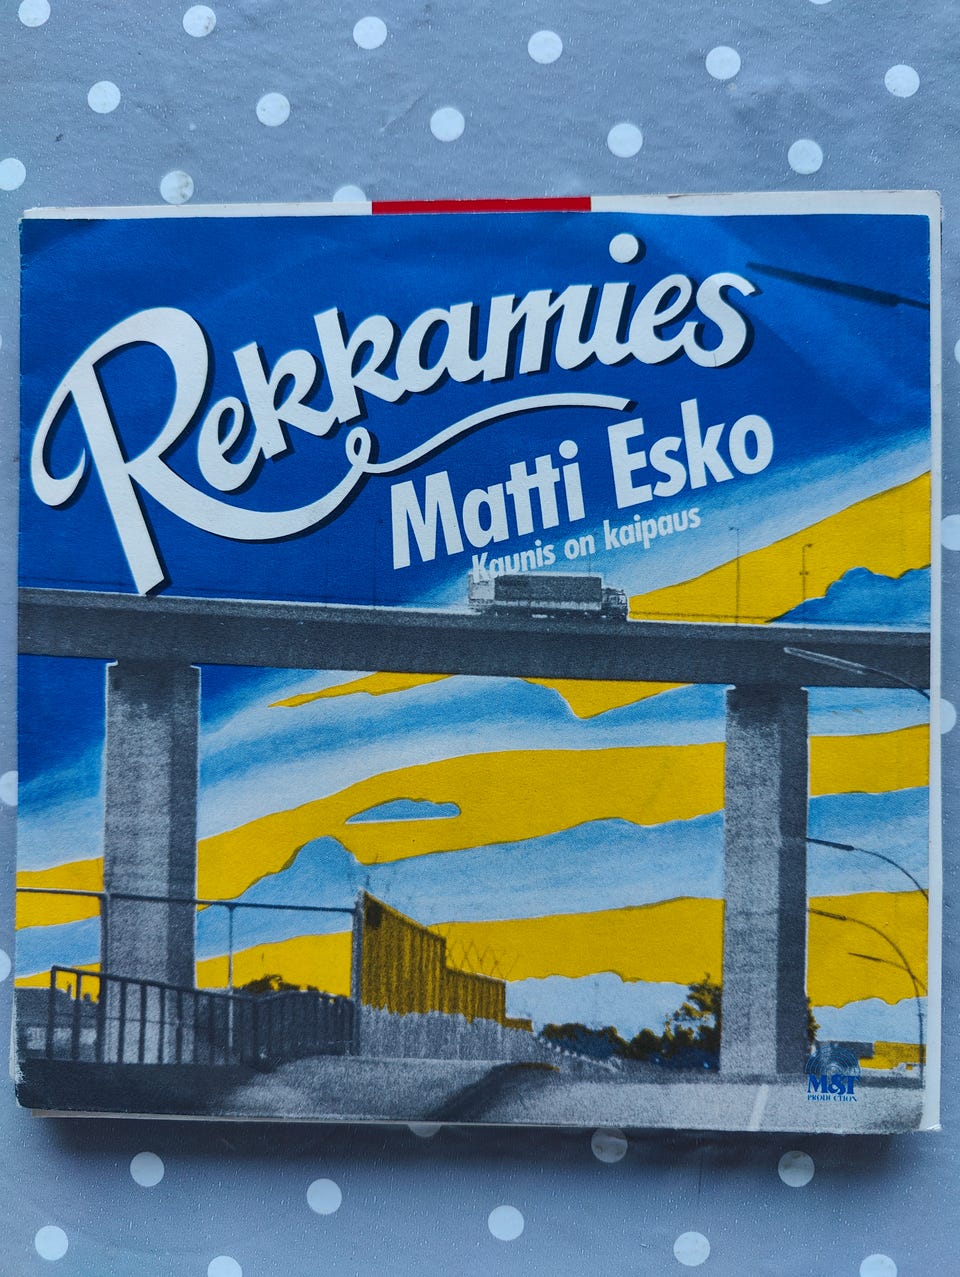 Rekkamies
Matti Esko
Kaunis on kaipaus
M&T
PRODUCTION